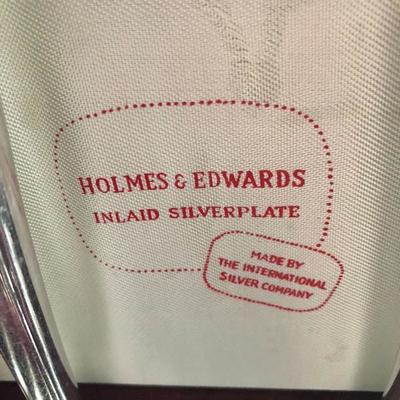 HOLMES & EDWARDS
INLAID SILVERPLATE
MADE BY
THE INTERNATIONAL
SILVER COMPANY